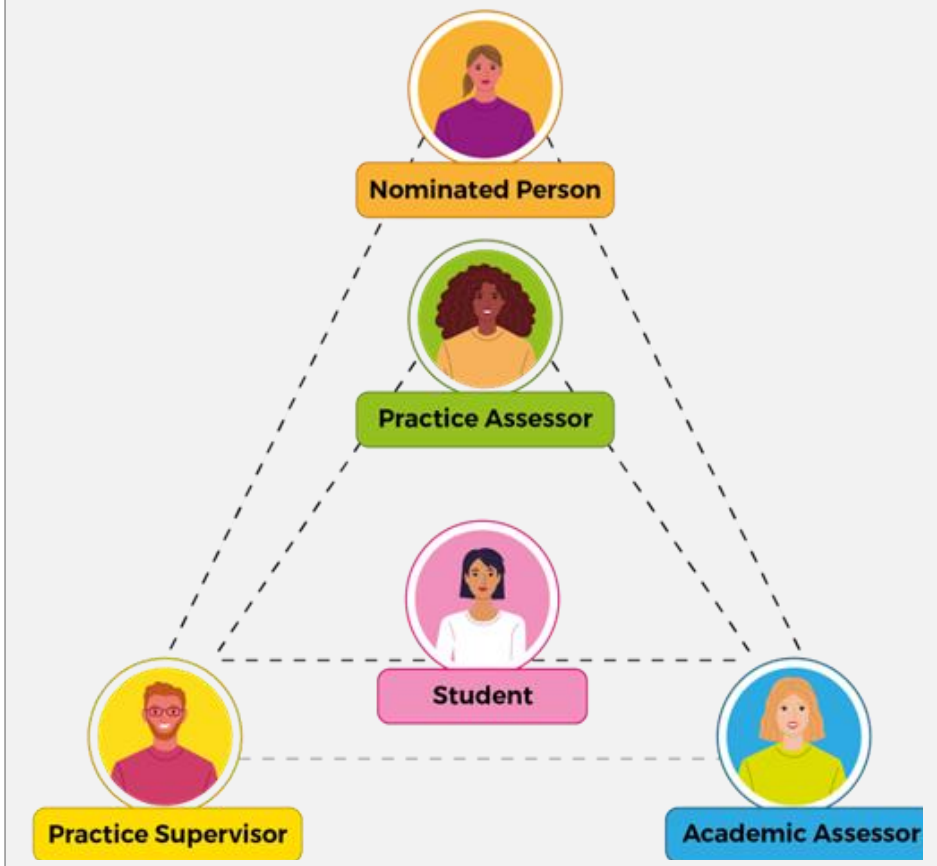 Nominated Person
Practice Assessor
Student
Practice Supervisor
Academic Assessor